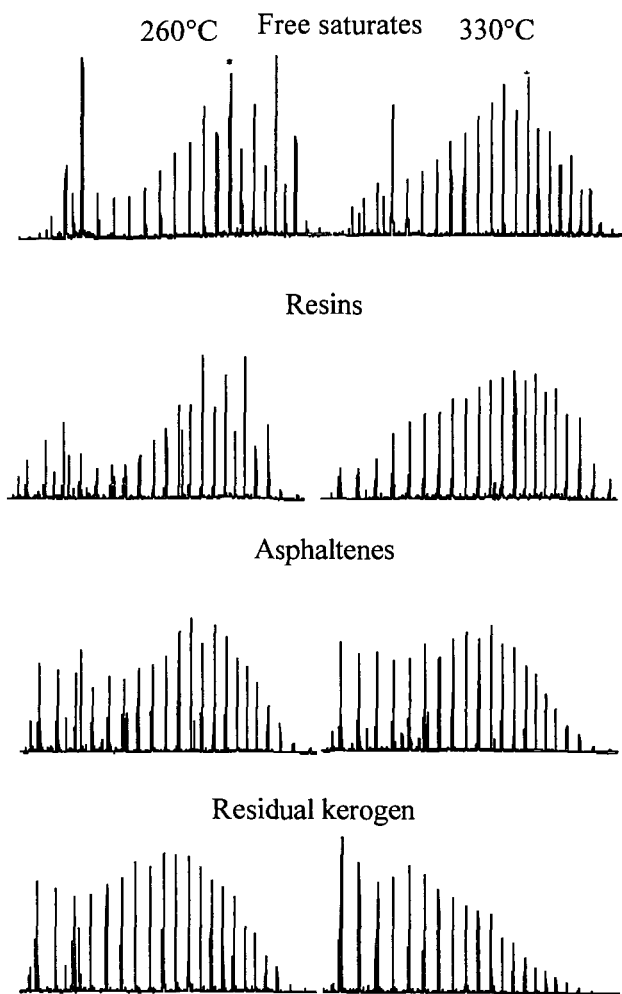 260°C Free saturates 330°C
*
+
Resins
Asphaltenes
Residual kerogen